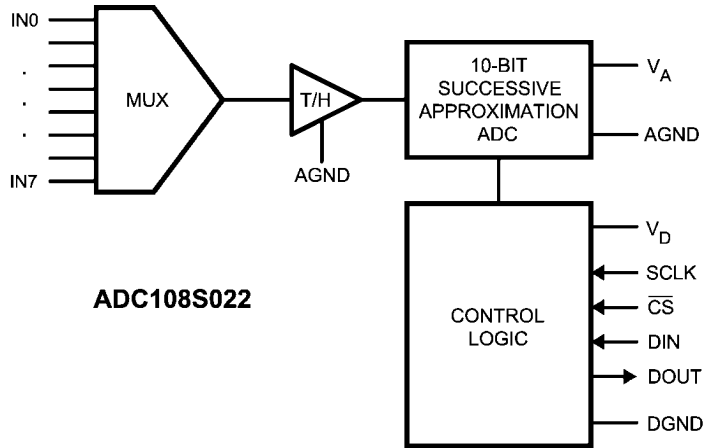 IN0
.
.
.
IN7
MUX
T/H
AGND
10-BIT
SUCCESSIVE
APPROXIMATION
ADC
VA
AGND
CONTROL
LOGIC
VD
SCLK
C̅S̅
DIN
DOUT
DGND
ADC108S022